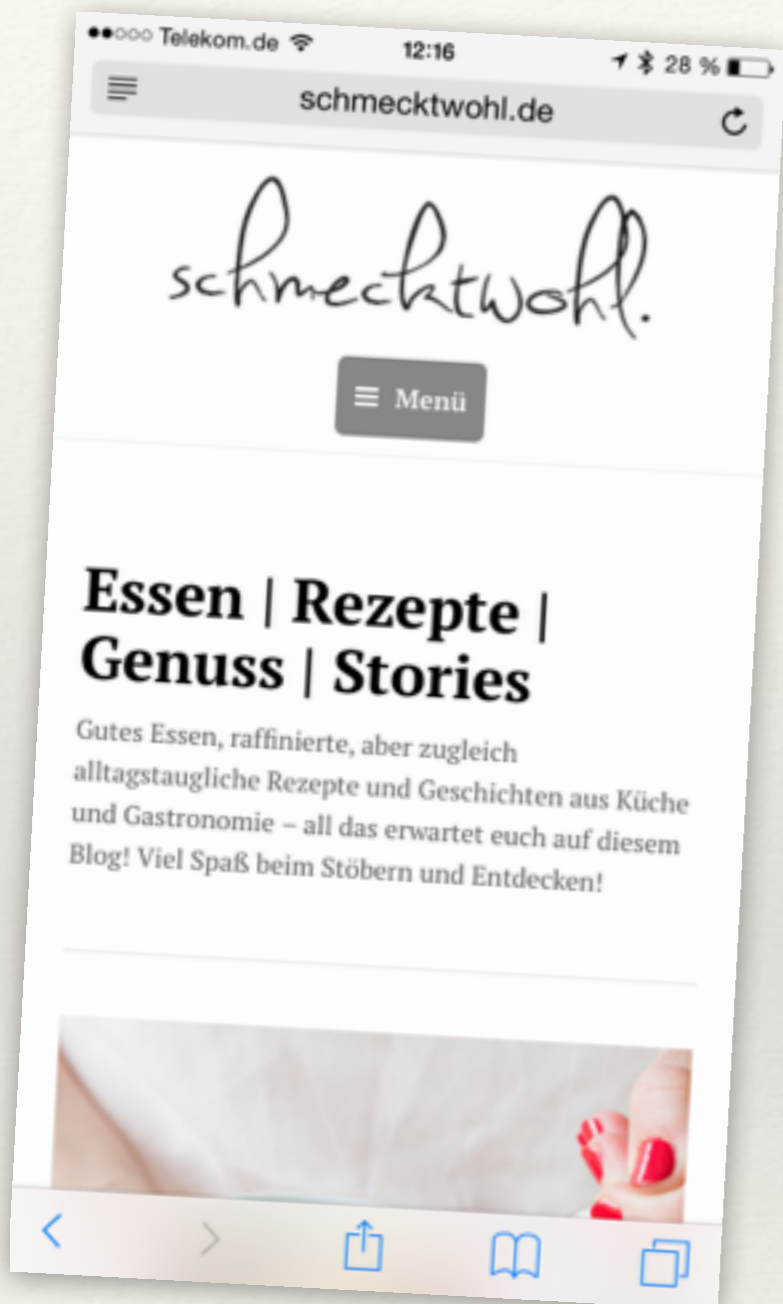 Telekom.de 12:16 28 %
schmecktwohl.de
schmecktwohl.
Menü
Essen | Rezepte |
Genuss | Stories
Gutes Essen, raffinierte, aber zugleich
alltagstaugliche Rezepte und Geschichten aus Küche
und Gastronomie – all das erwartet euch auf diesem
Blog! Viel Spaß beim Stöbern und Entdecken!